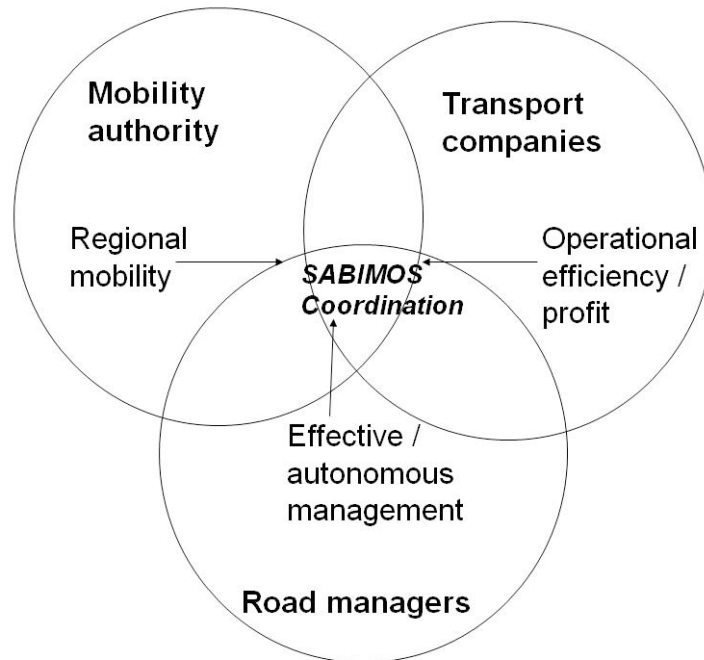 Mobility
authority
Transport
companies
Regional
mobility
SABIMOS
Coordination
Operational
efficiency /
profit
Effective /
autonomous
management
Road managers